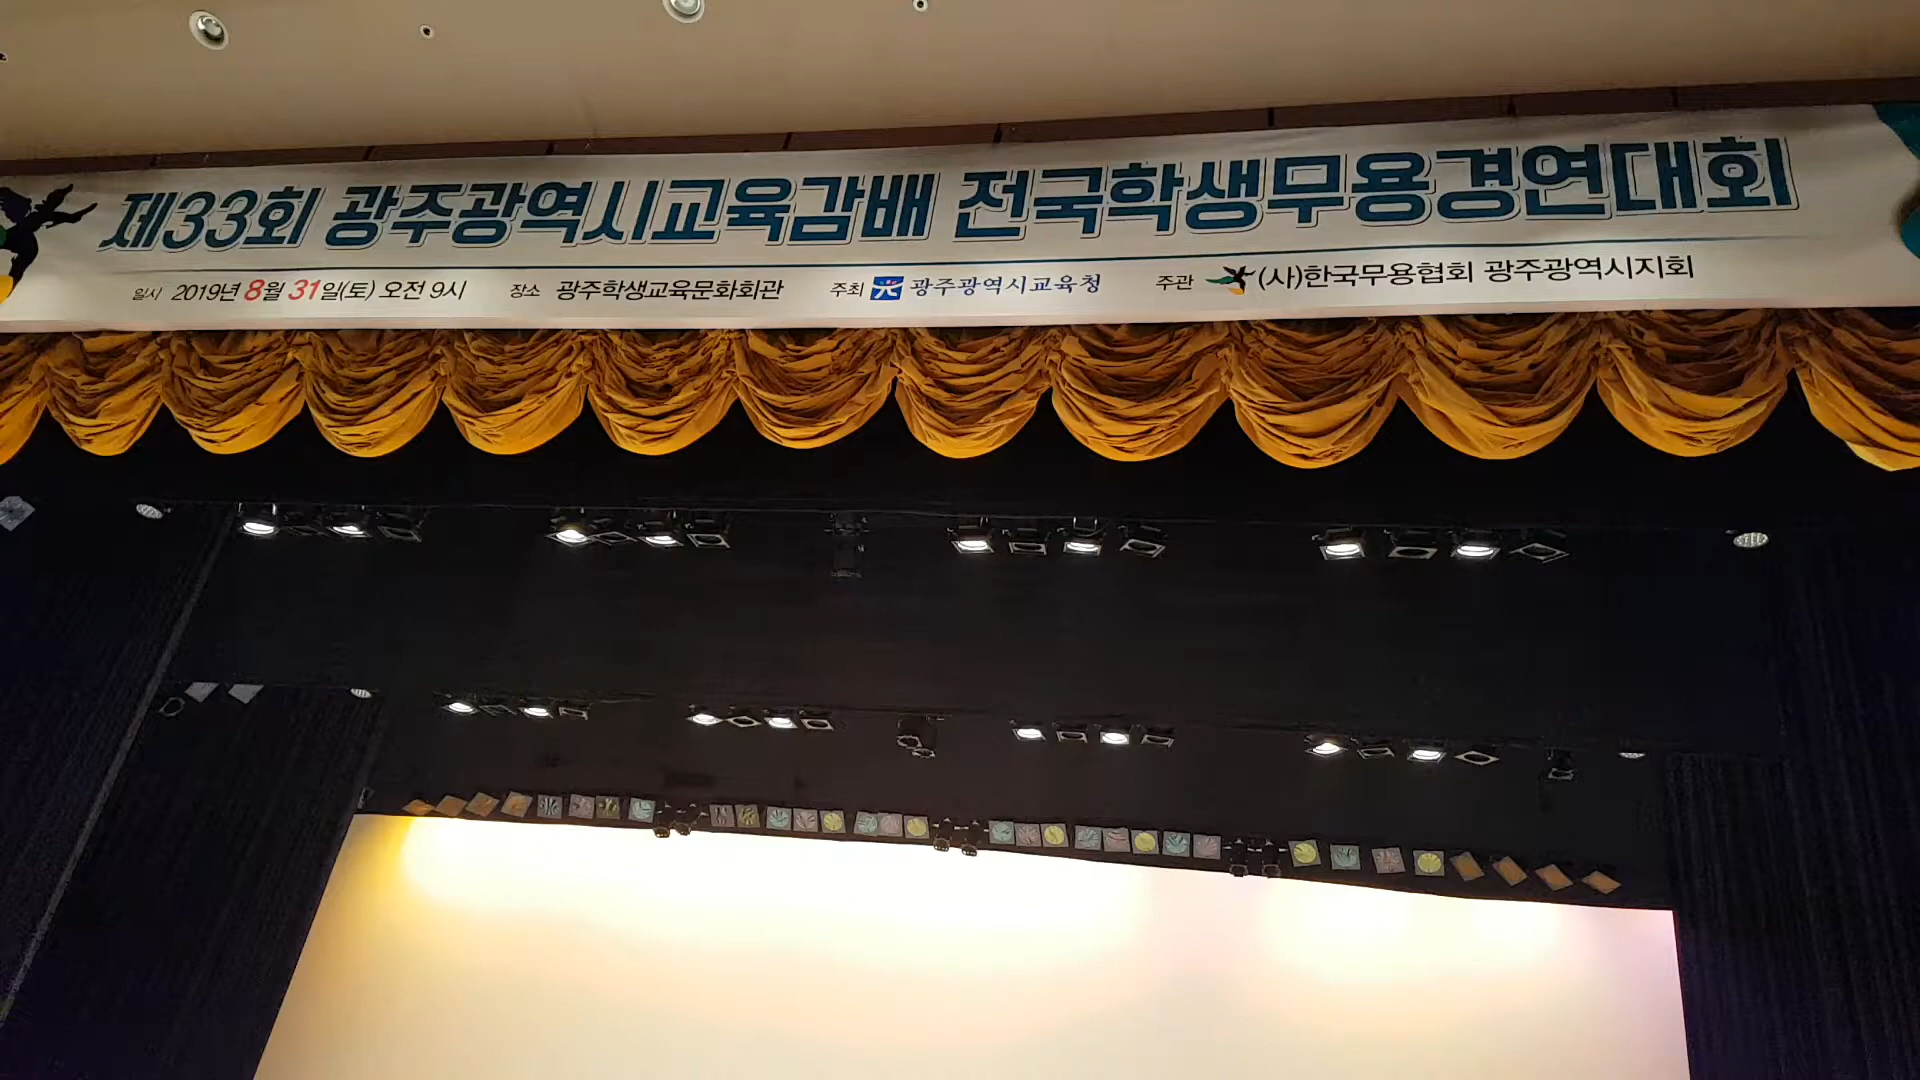 제33회 광주광역시교육감배 전국학생무용경연대회
일시 2019년 8월 31일(토) 오전 9시 장소 광주학생교육문화회관 주최 광주광역시교육청 주관 (사)한국무용협회 광주광역시지회